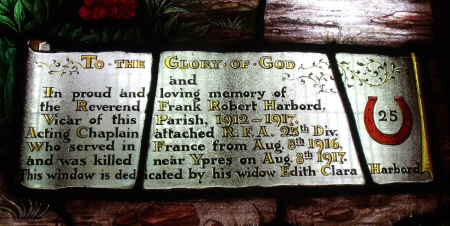 To the Glory of God
and
In proud and loving memory of
the Reverend Frank Robert Harbord,
Vicar of this Parish, 1912-1917.
Acting Chaplain attached R.F.A. 25th Div.
Who served in France from Aug. 8th 1916.
and was killed near Ypres on Aug. 8th 1917.
This window is dedicated by his widow Edith Clara Harbord
25